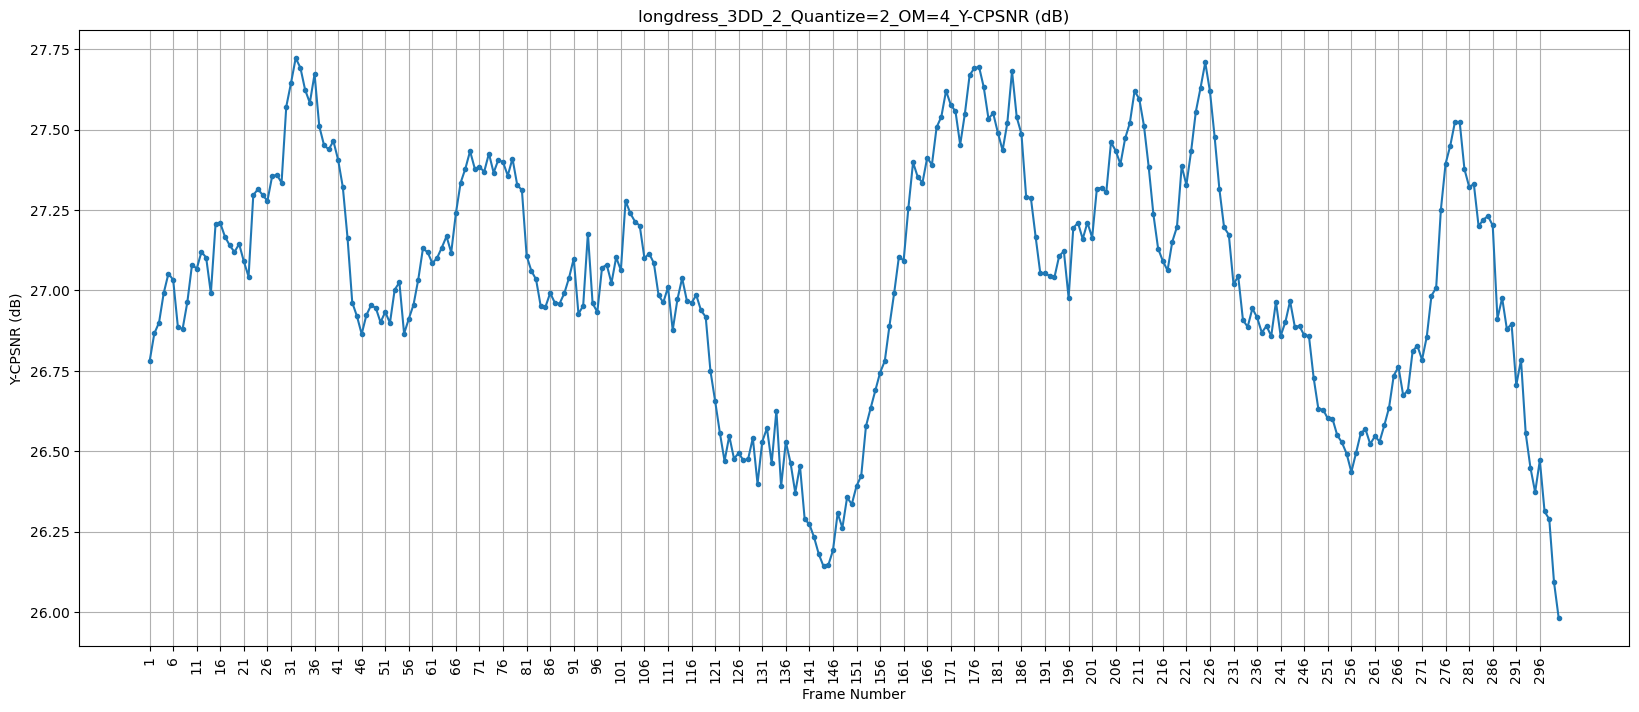 longdress_3DD_2_Quantize=2_OM=4_Y-CPSNR (dB)
Y-CPSNR (dB)
27.75
27.50
27.25
27.00
26.75
26.50
26.25
26.00
1 6 11 16 21 26 31 36 41 46 51 56 61 66 71 76 81 86 91 96 101 106 111 116 121 126 131 136 141 146 151 156 161 166 171 176 181 186 191 196 201 206 211 216 221 226 231 236 241 246 251 256 261 266 271 276 281 286 291 296
Frame Number